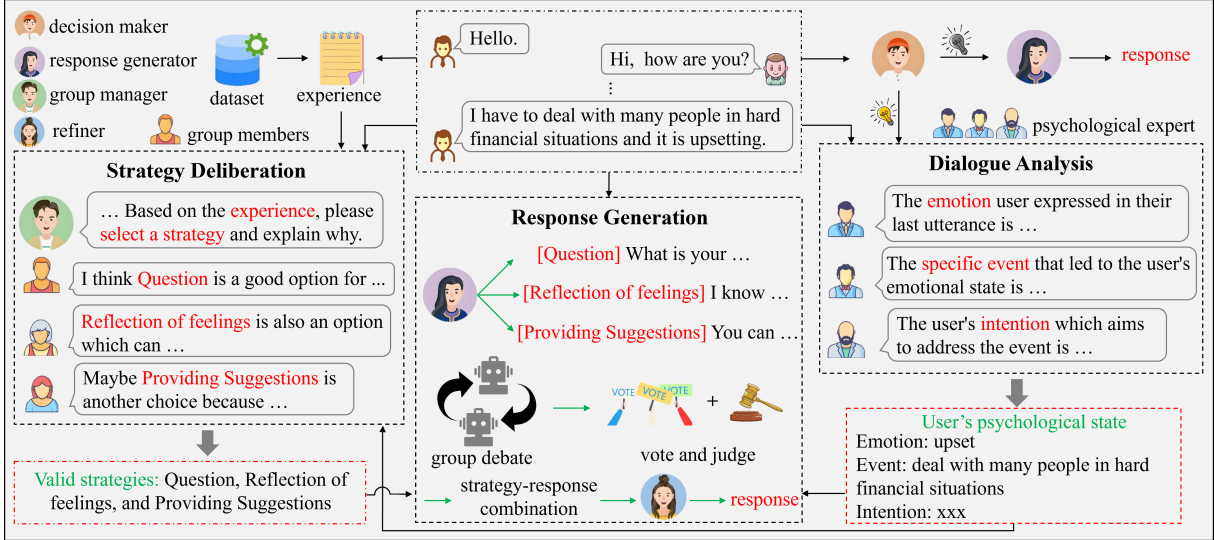 decision maker
response generator
group manager
refiner
group members
dataset
experience
Hello.
Hi, how are you?
⋮
I have to deal with many people in hard
financial situations and it is upsetting.
response
psychological expert
Strategy Deliberation
… Based on the experience, please
select a strategy and explain why.
I think Question is a good option for ...
Reflection of feelings is also an option
which can …
Maybe Providing Suggestions is
another choice because …
Valid strategies: Question, Reflection of
feelings, and Providing Suggestions
Response Generation
[Question] What is your …
[Reflection of feelings] I know …
[Providing Suggestions] You can …
VOTE
VOTE
VOTE
+
group debate
vote and judge
strategy-response
combination
response
Dialogue Analysis
The emotion user expressed in their
last utterance is …
The specific event that led to the user's
emotional state is …
The user's intention which aims
to address the event is …
User’s psychological state
Emotion: upset
Event: deal with many people in hard
financial situations
Intention: xxx